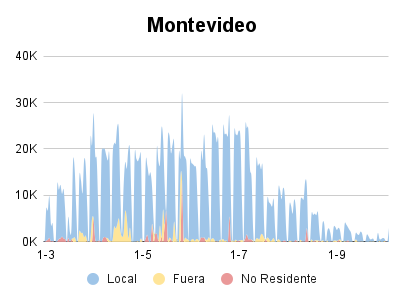 Montevideo
40K
30K
20K
10K
0K
1-3 1-5 1-7 1-9
Local Fuera No Residente